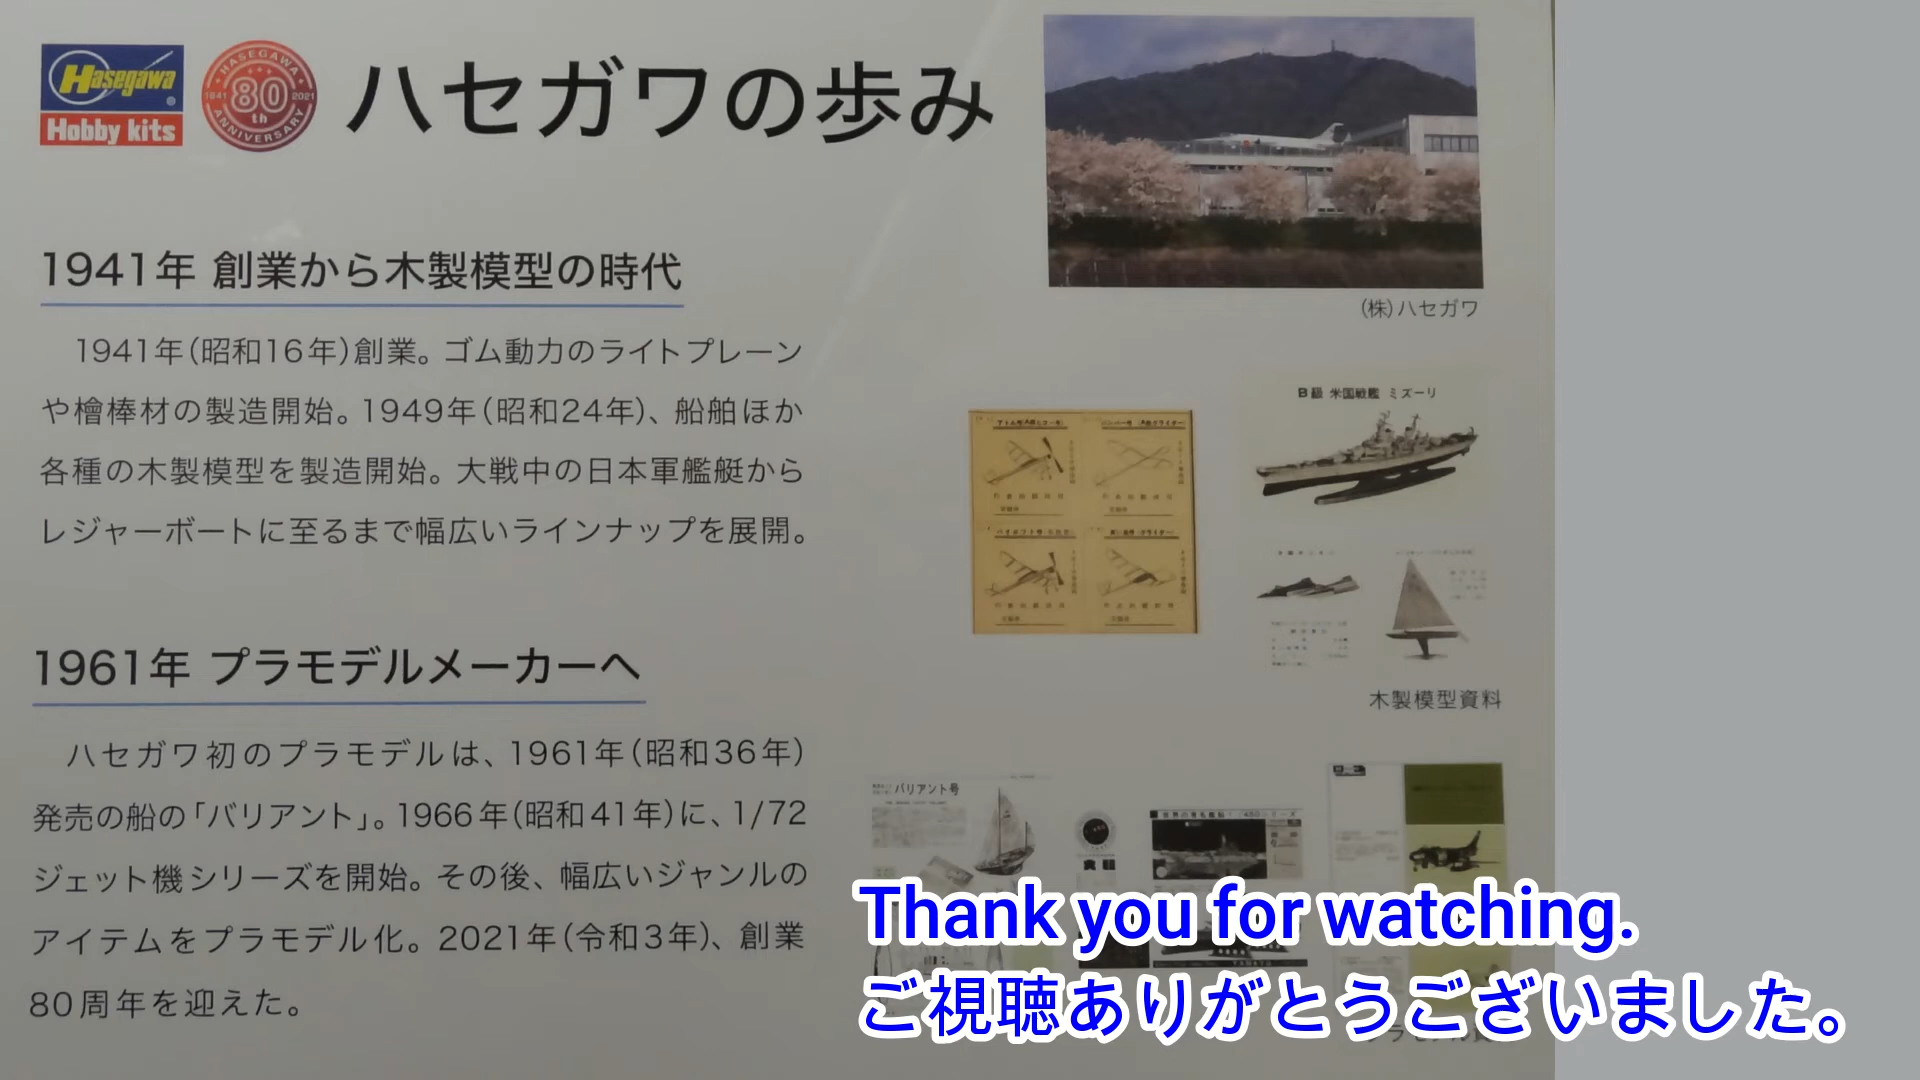 Hasegawa
Hobby kits
HASEGAWA
1941 80th 2021
ANNIVERSARY
ハセガワの歩み
(株)ハセガワ
1941年 創業から木製模型の時代
1941年(昭和16年)創業。ゴム動力のライトプレーン
や檜棒材の製造開始。1949年(昭和24年)、船舶ほか
各種の木製模型を製造開始。大戦中の日本軍艦艇から
レジャーボートに至るまで幅広いラインナップを展開。
B級 米国戦艦 ミズーリ
木製模型資料
1961年 プラモデルメーカーへ
ハセガワ初のプラモデルは、1961年(昭和36年)
発売の船の「バリアント」。1966年(昭和41年)に、1/72
ジェット機シリーズを開始。その後、幅広いジャンルの
アイテムをプラモデル化。2021年(令和3年)、創業
80周年を迎えた。
バリアント号
Thank you for watching.
ご視聴ありがとうございました。